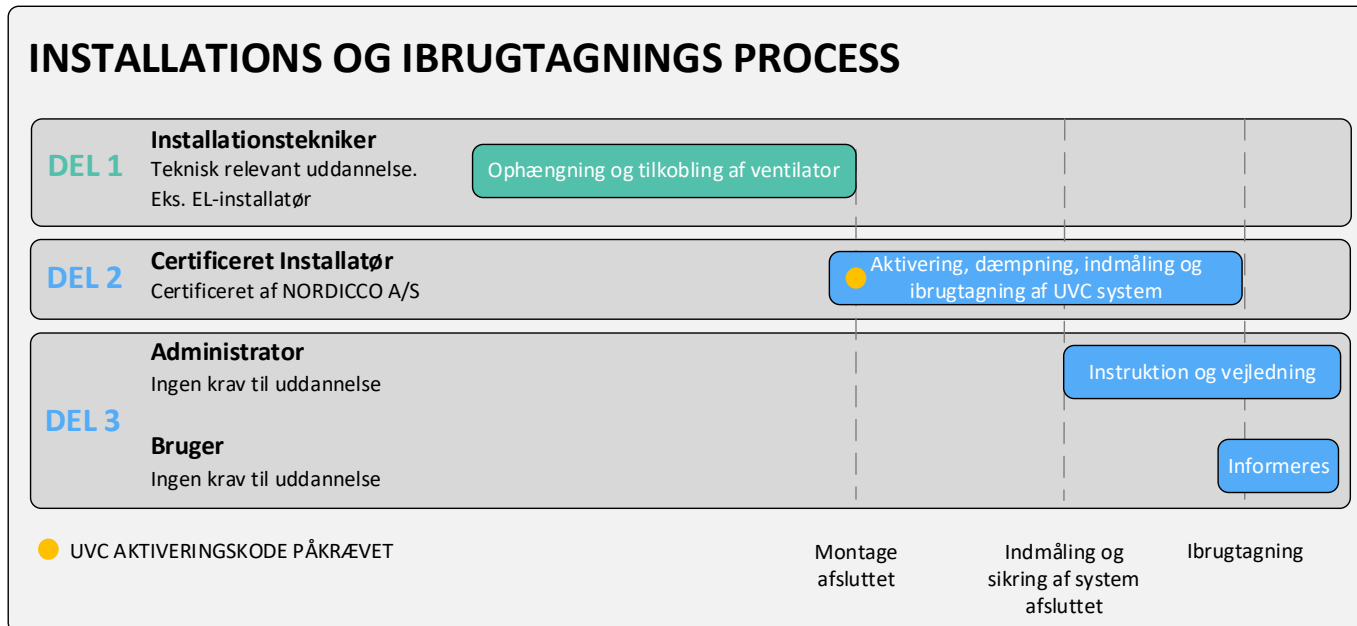 INSTALLATIONS OG IBRUGTAGNINGS PROCESS
DEL 1
Installationstekniker
Teknisk relevant uddannelse.
Eks. EL-installatør
Ophængning og tilkobling af ventilator
DEL 2
Certificeret Installatør
Certificeret af NORDICCO A/S
Aktivering, dæmpning, indmåling og
ibrugtagning af UVC system
DEL 3
Administrator
Ingen krav til uddannelse
Instruktion og vejledning
Bruger
Ingen krav til uddannelse
Informeres
UVC AKTIVERINGSKODE PÅKRÆVET
Montage
afsluttet
Indmåling og
sikring af system
afsluttet
Ibrugtagning